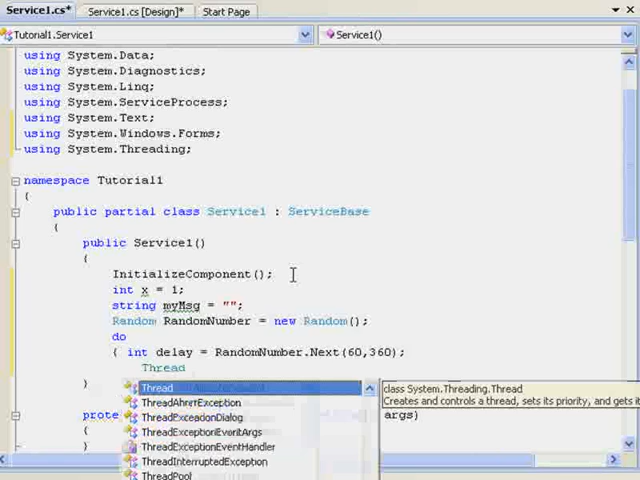 Service1.cs* Service1.cs [Design]* Start Page
Tutorial1.Service1 Service1()
using System.Data;
using System.Diagnostics;
using System.Linq;
using System.ServiceProcess;
using System.Text;
using System.Windows.Forms;
using System.Threading;
namespace Tutorial1
{
public partial class Service1 : ServiceBase
{
public Service1()
{
InitializeComponent();
int x = 1;
string myMsg = "";
Random RandomNumber = new Random();
do
{ int delay = RandomNumber.Next(60,360);
Thread
}
Thread
class System.Threading.Thread
Creates and controls a thread, sets its priority, and gets it
ThreadAbortException
ThreadExceptionDialog
prote args)
{
ThreadExceptionEventArgs
}
ThreadExceptionEventHandler
ThreadInterruptedException
ThreadPool